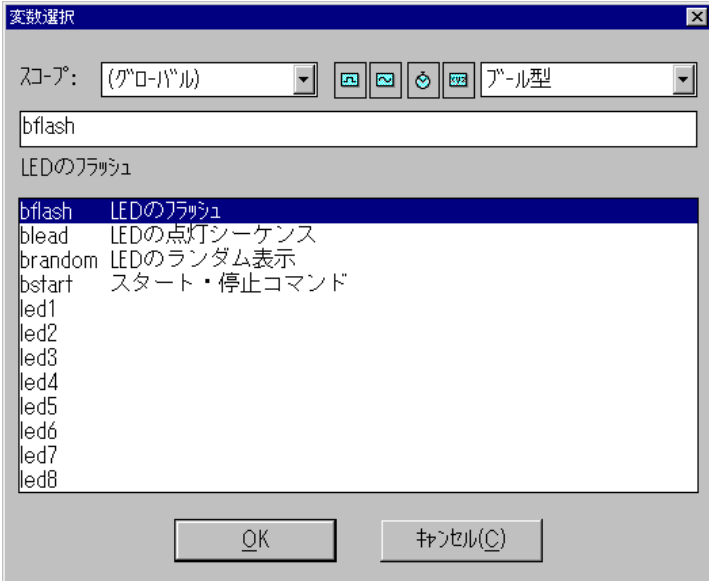 変数選択
ｽｺｰﾌﾟ: (ｸﾞﾛｰﾊﾞﾙ) xyz ﾌﾞｰﾙ型
bflash
LEDのﾌﾗｯｼｭ
bflash LEDのﾌﾗｯｼｭ
blead LEDの点灯シーケンス
brandom LEDのランダム表示
bstart スタート・停止コマンド
led1
led2
led3
led4
led5
led6
led7
led8
OK ｷｬﾝｾﾙ(C)